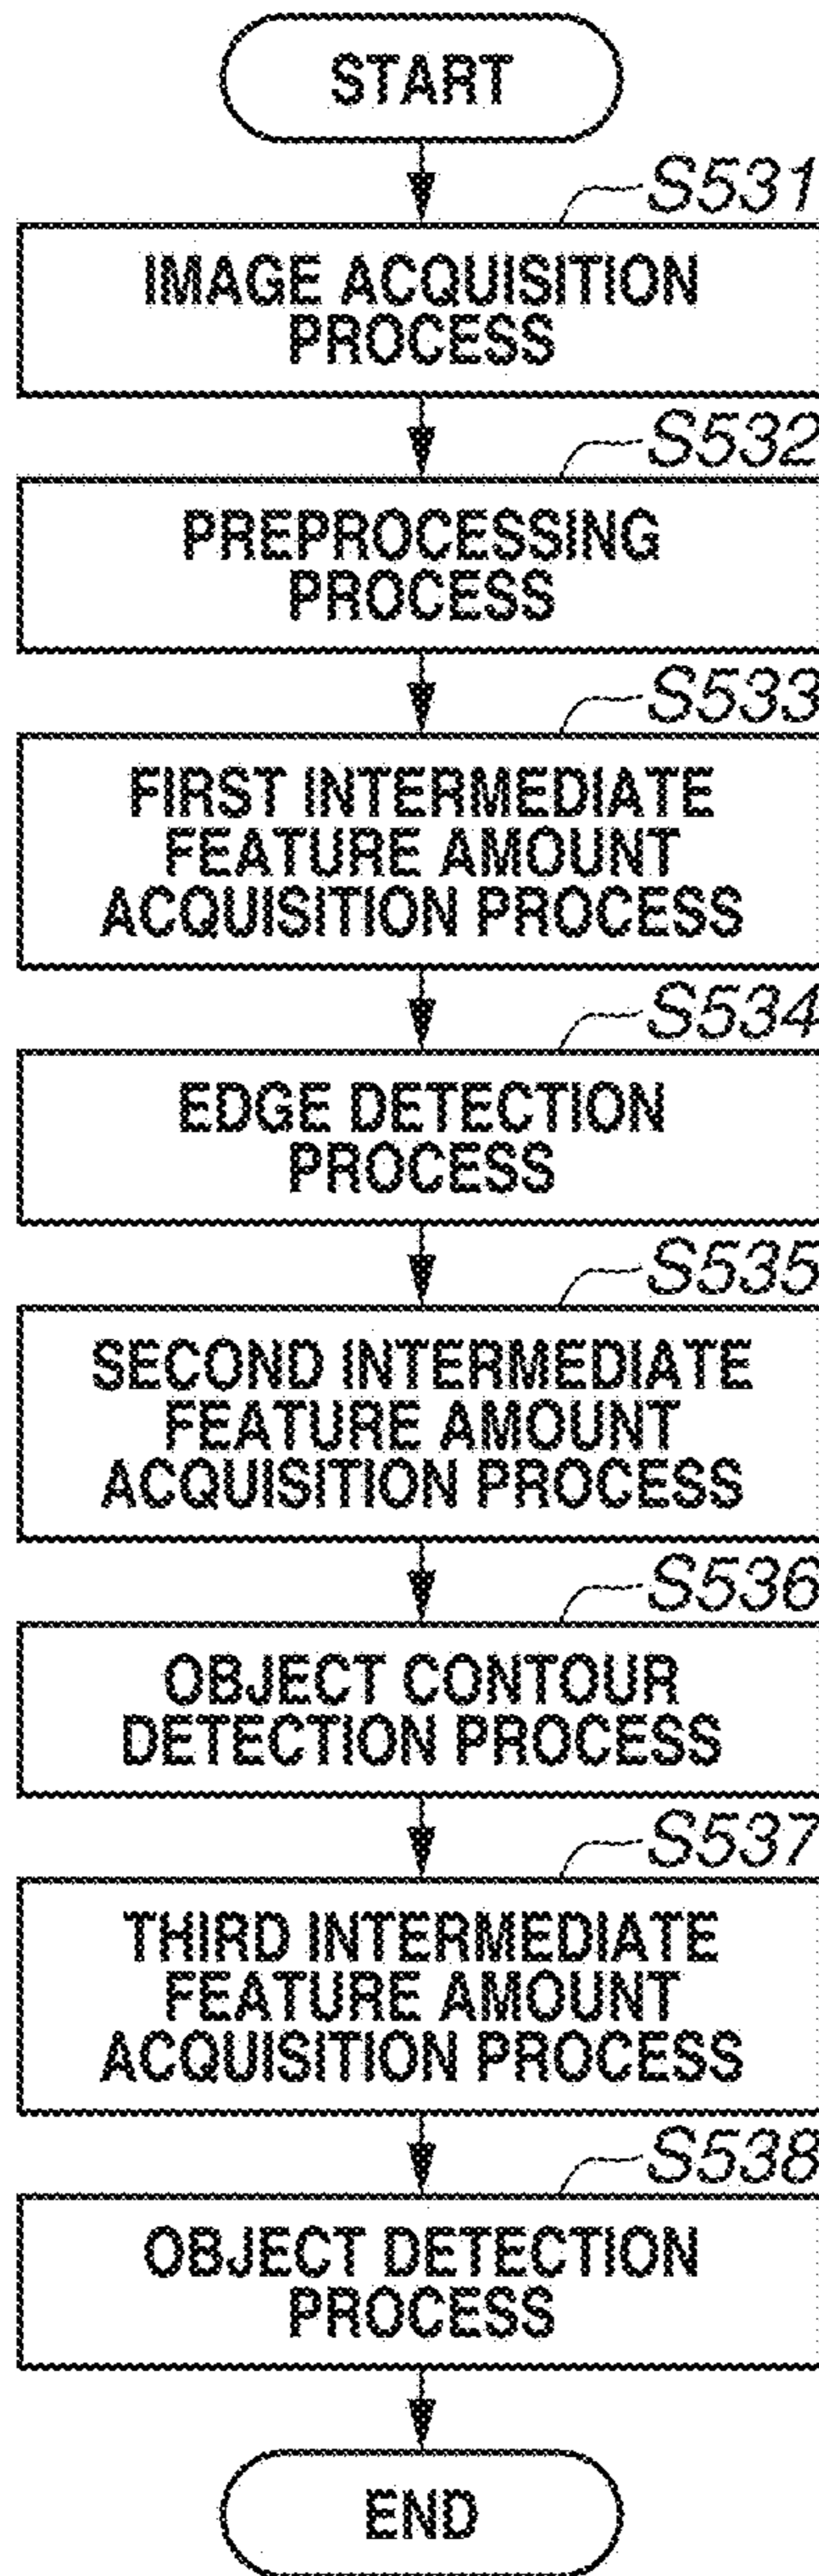 START
S531
IMAGE ACQUISITION
PROCESS
S532
PREPROCESSING
PROCESS
S533
FIRST INTERMEDIATE
FEATURE AMOUNT
ACQUISITION PROCESS
S534
EDGE DETECTION
PROCESS
S535
SECOND INTERMEDIATE
FEATURE AMOUNT
ACQUISITION PROCESS
S536
OBJECT CONTOUR
DETECTION PROCESS
S537
THIRD INTERMEDIATE
FEATURE AMOUNT
ACQUISITION PROCESS
S538
OBJECT DETECTION
PROCESS
END